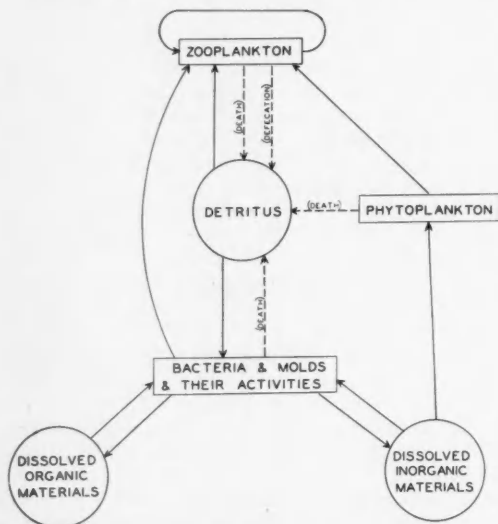 ZOOPLANKTON
(DEATH)
(DEFECATION)
DETRITUS
(DEATH)
PHYTOPLANKTON
(DEATH)
BACTERIA & MOLDS
& THEIR ACTIVITIES
DISSOLVED
ORGANIC
MATERIALS
DISSOLVED
INORGANIC
MATERIALS